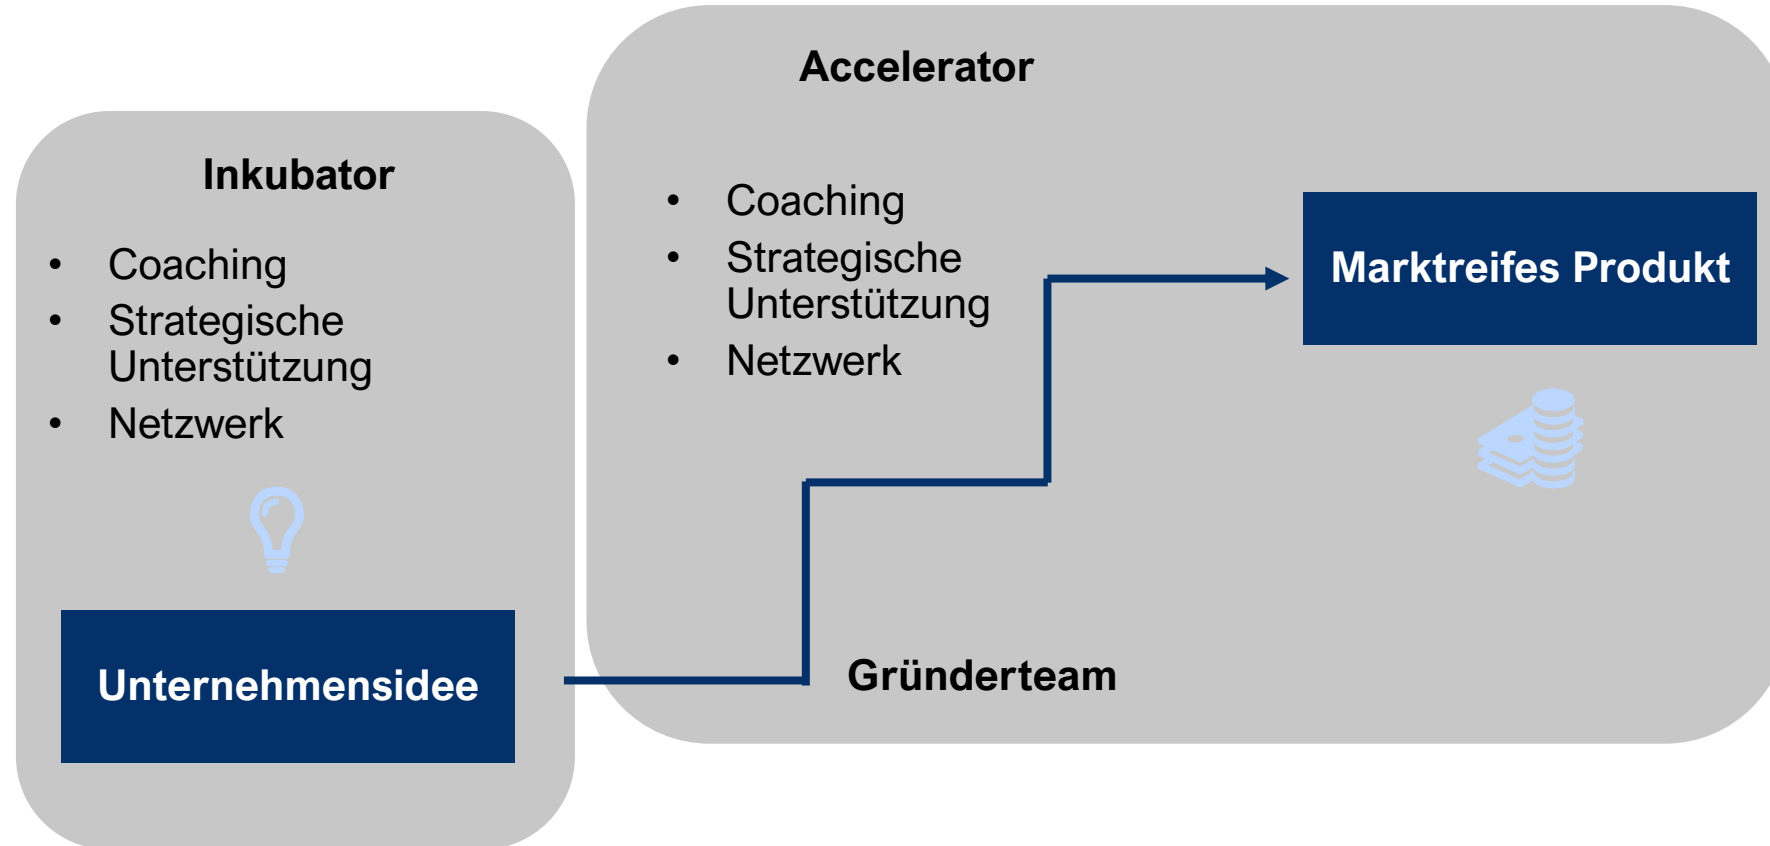 Inkubator
• Coaching
• Strategische
Unterstützung
• Netzwerk
Unternehmensidee
Accelerator
• Coaching
• Strategische
Unterstützung
• Netzwerk
Marktreifes Produkt
Gründerteam